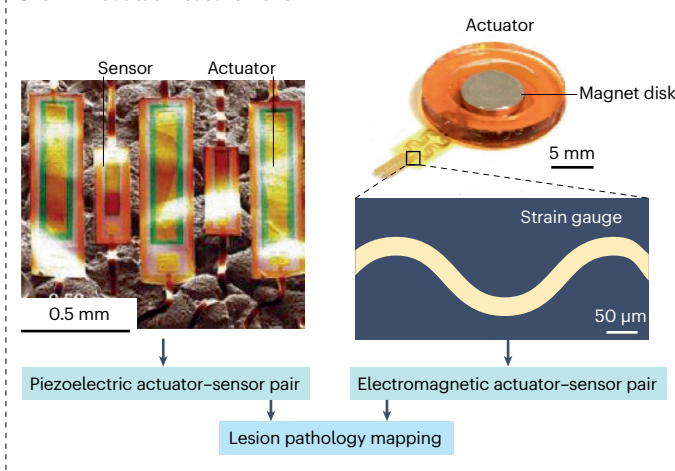 Actuator
Sensor
Actuator
Magnet disk
5 mm
Strain gauge
0.5 mm
50 μm
Piezoelectric actuator–sensor pair
Electromagnetic actuator–sensor pair
Lesion pathology mapping